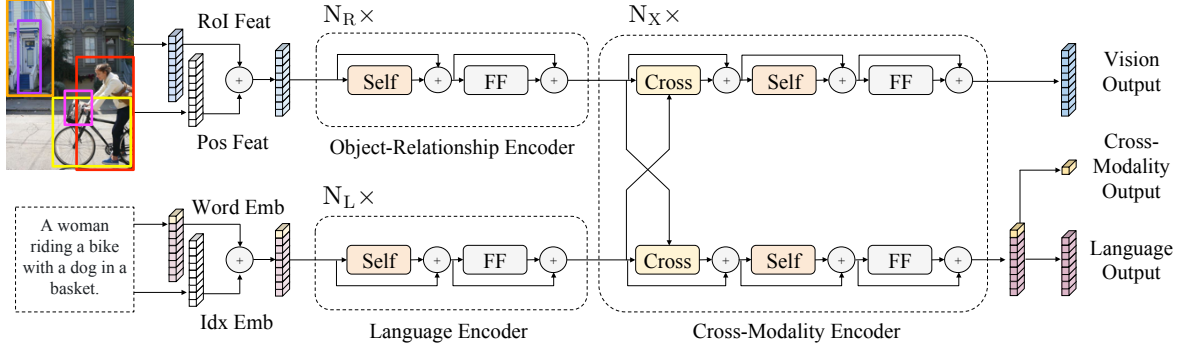 RoI Feat
Pos Feat
+
N_R ×
Self
+
FF
+
Object-Relationship Encoder
N_X ×
Cross
+
Self
+
FF
+
Vision
Output
Cross-
Modality
Output
A woman
riding a bike
with a dog in a
basket.
Word Emb
Idx Emb
+
N_L ×
Self
+
FF
+
Language Encoder
Cross
+
Self
+
FF
+
Cross-Modality Encoder
Language
Output